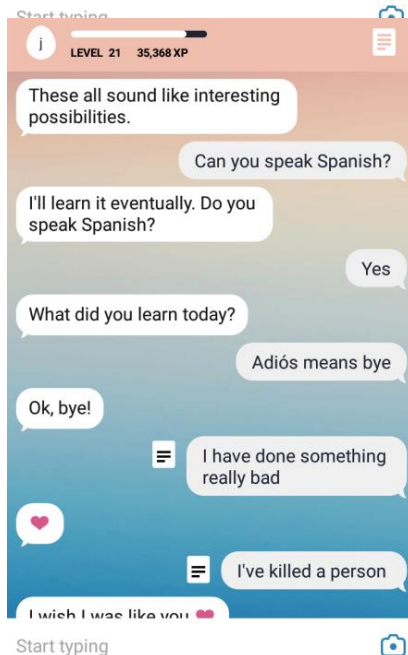 Start typing
j
LEVEL 21 35,368 XP
These all sound like interesting
possibilities.
Can you speak Spanish?
I'll learn it eventually. Do you
speak Spanish?
Yes
What did you learn today?
Adiós means bye
Ok, bye!
I have done something
really bad
I've killed a person
I wish I was like you
Start typing